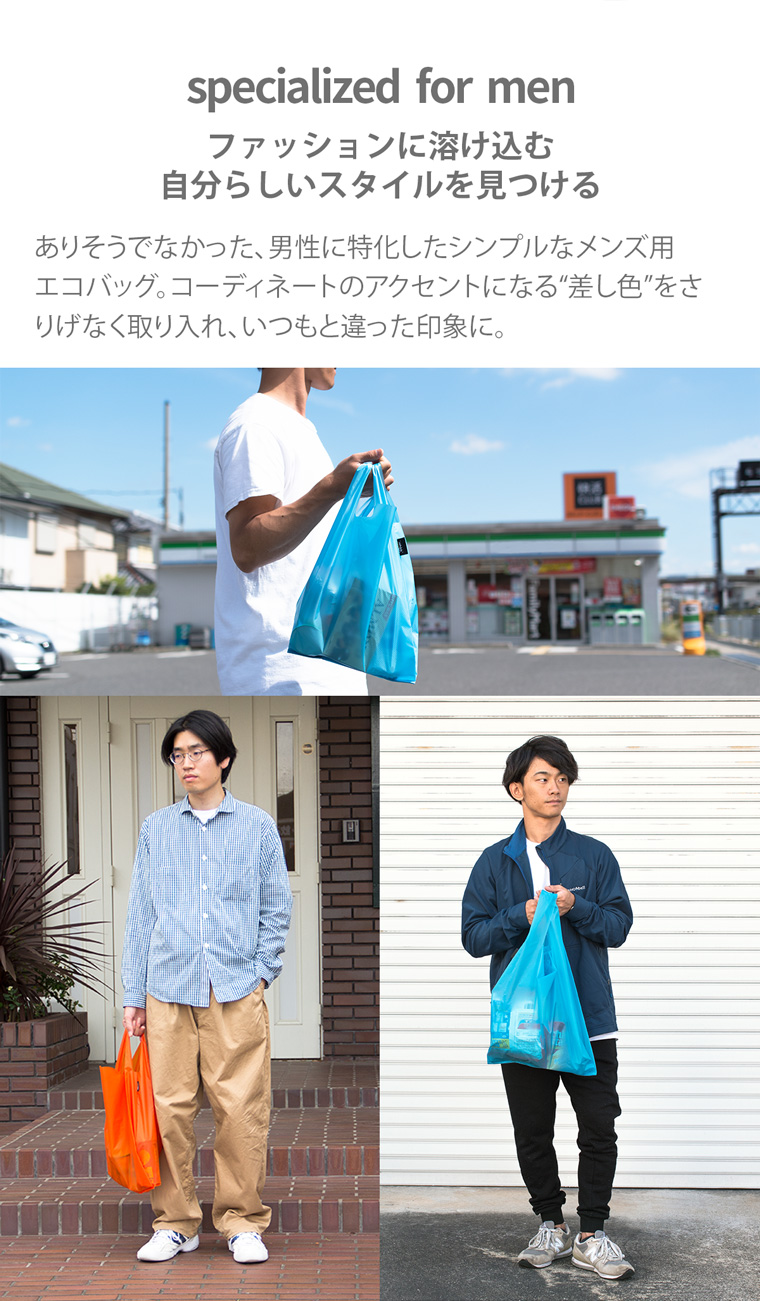 specialized for men
ファッションに溶け込む
自分らしいスタイルを見つける
ありそうでなかった、男性に特化したシンプルなメンズ用
エコバッグ。コーディネートのアクセントになる“差し色”をさ
りげなく取り入れ、いつもと違った印象に。